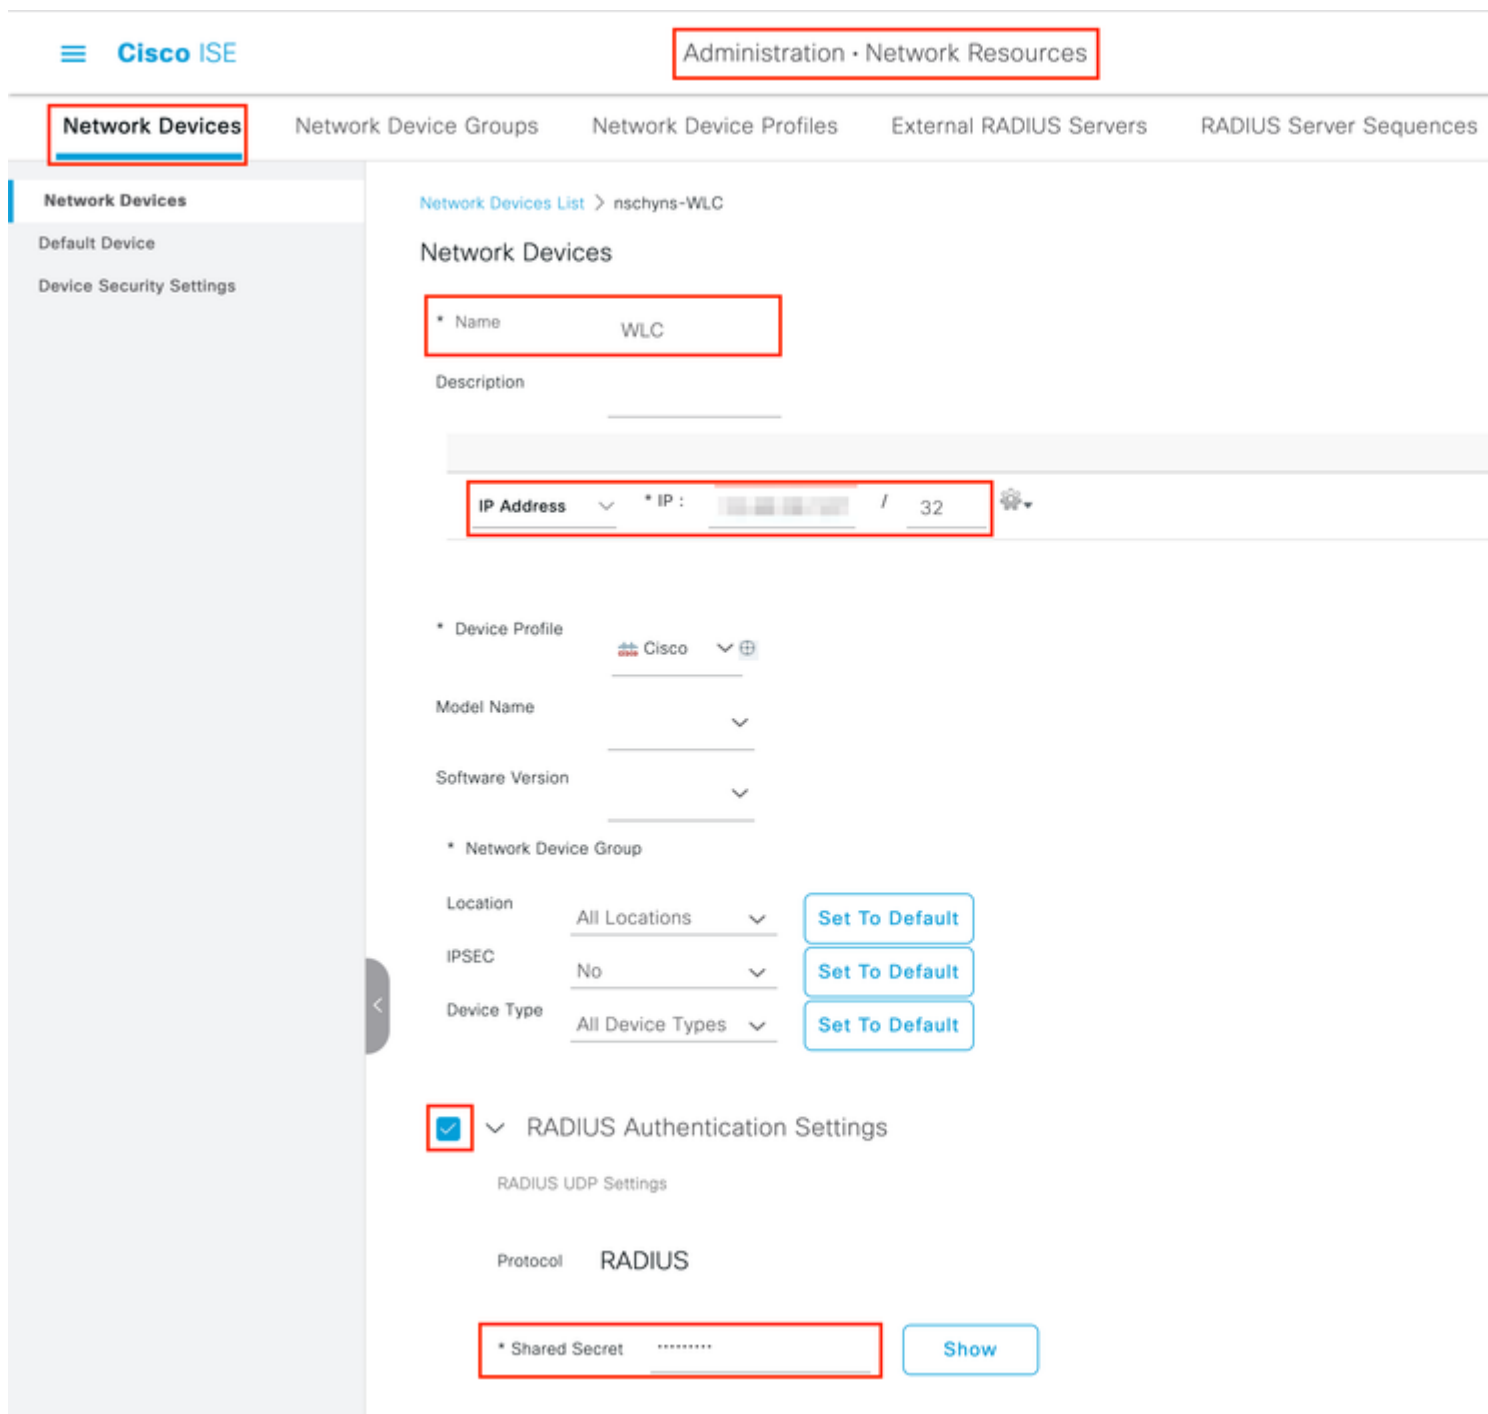 Cisco ISE
Administration · Network Resources
Network Devices Network Device Groups Network Device Profiles External RADIUS Servers RADIUS Server Sequences
Network Devices
Default Device
Device Security Settings
Network Devices List > nschyns-WLC
Network Devices
* Name WLC
Description
IP Address * IP : / 32
* Device Profile
cisco Cisco
Model Name
Software Version
* Network Device Group
Location All Locations Set To Default
IPSEC No Set To Default
Device Type All Device Types Set To Default
RADIUS Authentication Settings
RADIUS UDP Settings
Protocol RADIUS
* Shared Secret ········· Show